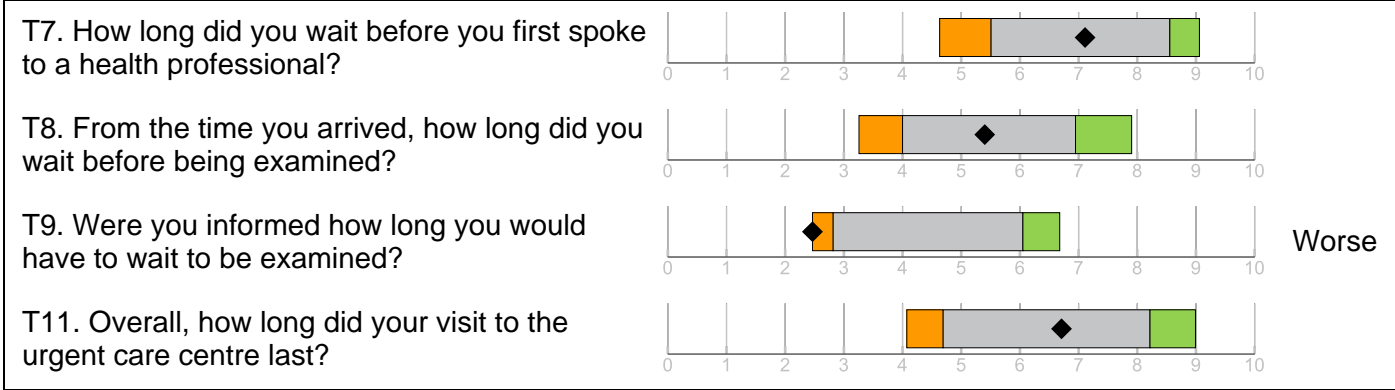 T7. How long did you wait before you first spoke
to a health professional?
0 1 2 3 4 5 6 7 8 9 10
T8. From the time you arrived, how long did you
wait before being examined?
0 1 2 3 4 5 6 7 8 9 10
T9. Were you informed how long you would
have to wait to be examined?
Worse
0 1 2 3 4 5 6 7 8 9 10
T11. Overall, how long did your visit to the
urgent care centre last?
0 1 2 3 4 5 6 7 8 9 10